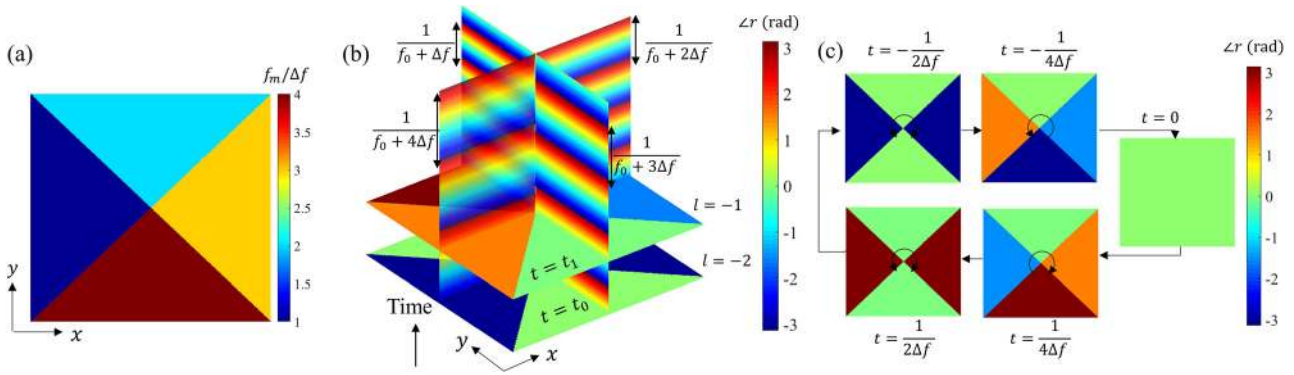 (a)
f_m/Δf
4
3.5
3
2.5
2
1.5
1
y
x
(b)
1/(f_0 + Δf)
1/(f_0 + 2Δf)
1/(f_0 + 4Δf)
1/(f_0 + 3Δf)
l = −1
l = −2
t = t_1
t = t_0
Time
y
x
∠r (rad)
3
2
1
0
-1
-2
-3
(c)
t = −1/(2Δf)
t = −1/(4Δf)
t = 0
t = 1/(2Δf)
t = 1/(4Δf)
∠r (rad)
3
2
1
0
-1
-2
-3